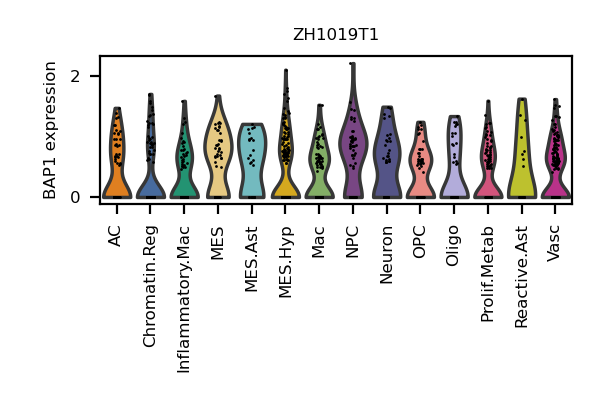 ZH1019T1
BAP1 expression
2
0
AC
Chromatin.Reg
Inflammatory.Mac
MES
MES.Ast
MES.Hyp
Mac
NPC
Neuron
OPC
Oligo
Prolif.Metab
Reactive.Ast
Vasc